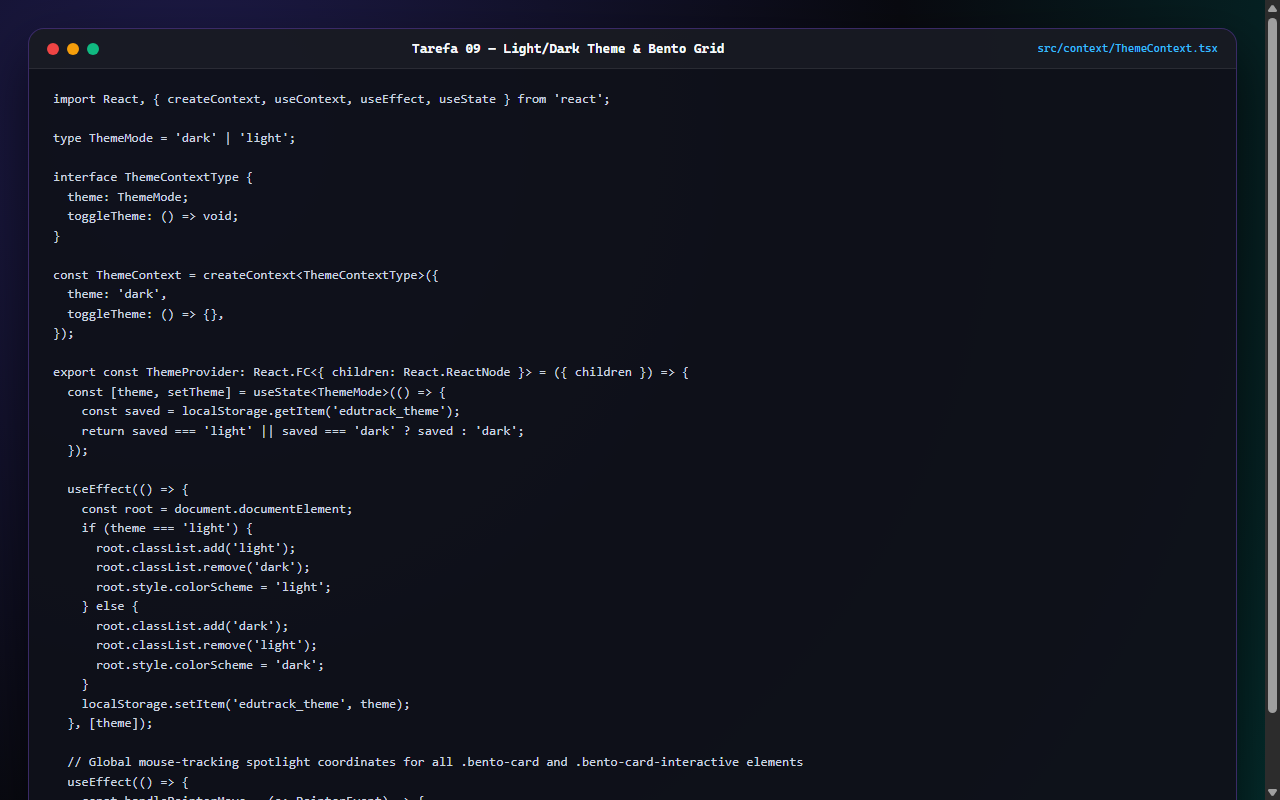 Tarefa 09 — Light/Dark Theme & Bento Grid
src/context/ThemeContext.tsx
import React, { createContext, useContext, useEffect, useState } from 'react';
type ThemeMode = 'dark' | 'light';
interface ThemeContextType {
  theme: ThemeMode;
  toggleTheme: () => void;
}
const ThemeContext = createContext<ThemeContextType>({
  theme: 'dark',
  toggleTheme: () => {},
});
export const ThemeProvider: React.FC<{ children: React.ReactNode }> = ({ children }) => {
  const [theme, setTheme] = useState<ThemeMode>(() => {
    const saved = localStorage.getItem('edutrack_theme');
    return saved === 'light' || saved === 'dark' ? saved : 'dark';
  });
  useEffect(() => {
    const root = document.documentElement;
    if (theme === 'light') {
      root.classList.add('light');
      root.classList.remove('dark');
      root.style.colorScheme = 'light';
    } else {
      root.classList.add('dark');
      root.classList.remove('light');
      root.style.colorScheme = 'dark';
    }
    localStorage.setItem('edutrack_theme', theme);
  }, [theme]);
  // Global mouse-tracking spotlight coordinates for all .bento-card and .bento-card-interactive elements
  useEffect(() => {
    const handlePointerMove = (e: PointerEvent) => {